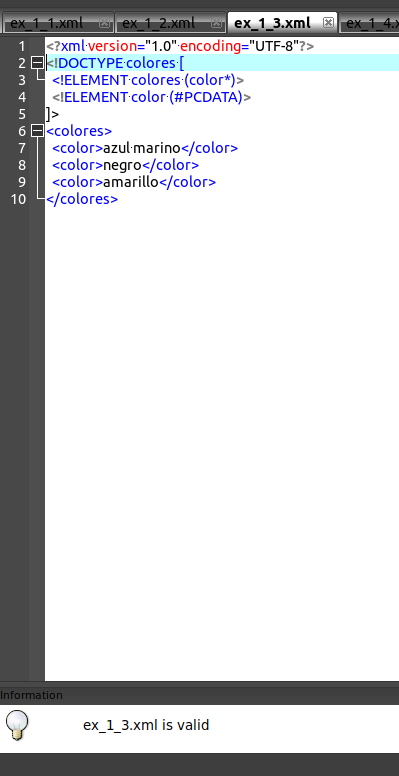 ex_1_1.xml ex_1_2.xml ex_1_3.xml ex_1_4.x
1 <?xml version="1.0" encoding="UTF-8"?>
2 <!DOCTYPE colores [
3 <!ELEMENT colores (color*)>
4 <!ELEMENT color (#PCDATA)>
5 ]>
6 <colores>
7 <color>azul marino</color>
8 <color>negro</color>
9 <color>amarillo</color>
10 </colores>
Information
ex_1_3.xml is valid